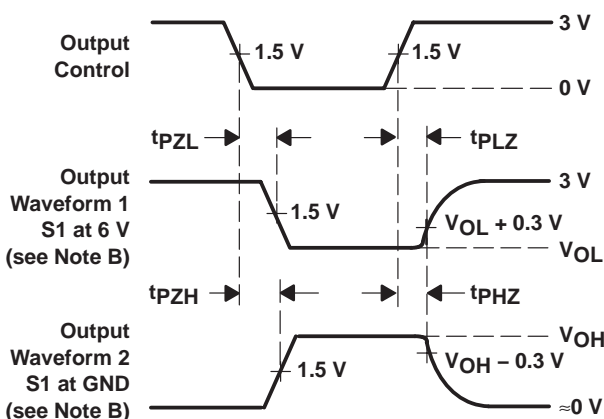 Output
Control
1.5 V
1.5 V
3 V
0 V
tPZL
tPLZ
Output
Waveform 1
S1 at 6 V
(see Note B)
1.5 V
3 V
VOL + 0.3 V
VOL
tPZH
tPHZ
Output
Waveform 2
S1 at GND
(see Note B)
1.5 V
VOH
VOH – 0.3 V
≈0 V